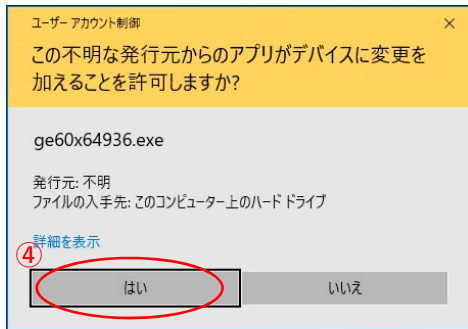 ユーザー アカウント制御
この不明な発行元からのアプリがデバイスに変更を
加えることを許可しますか?
ge60x64936.exe
発行元: 不明
ファイルの入手先: このコンピューター上のハード ドライブ
詳細を表示
④
はい
いいえ